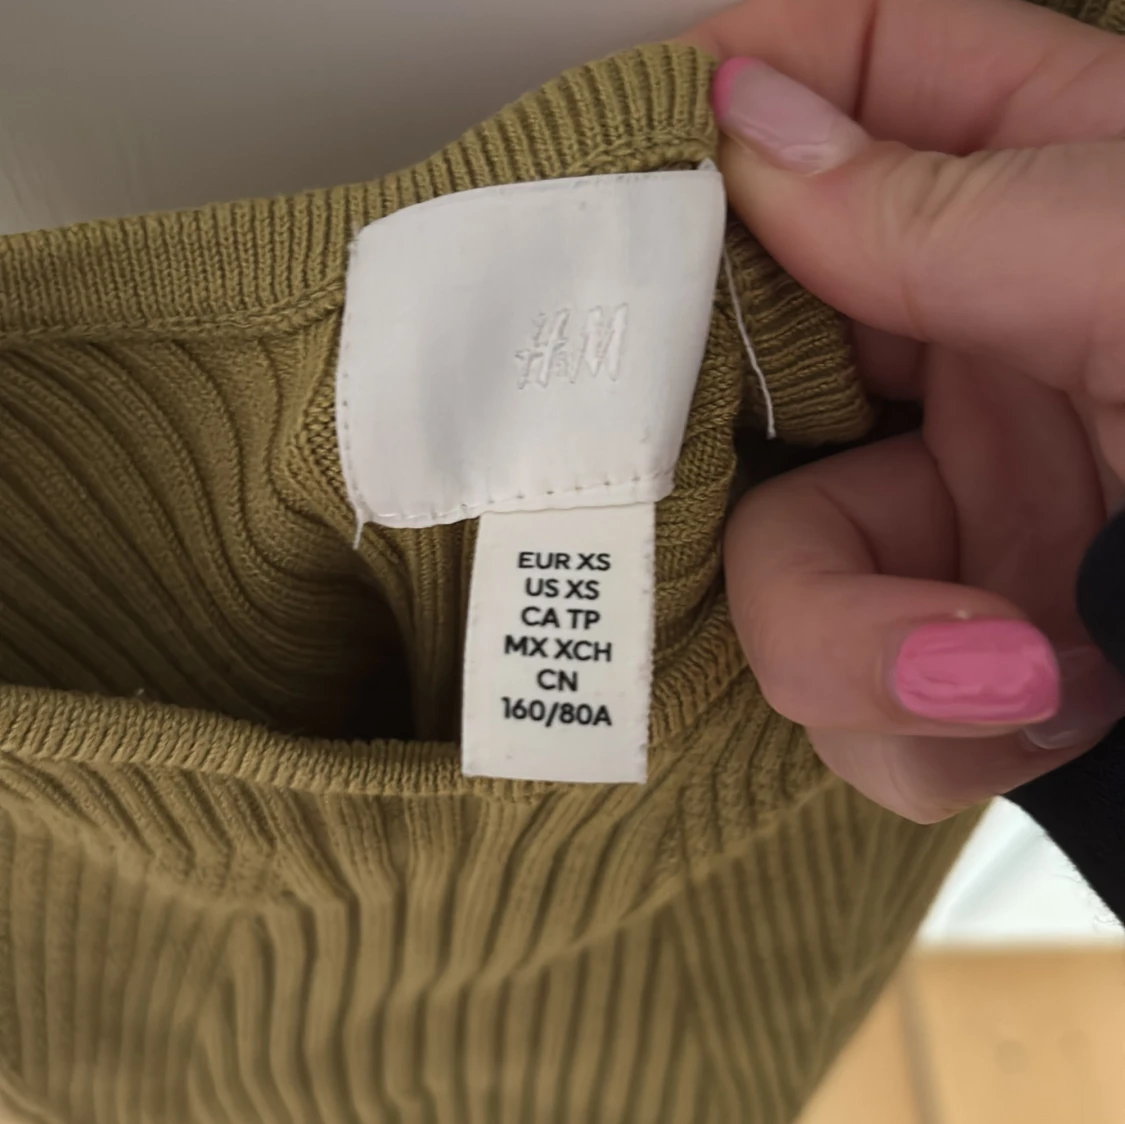 H&M
EUR XS
US XS
CA TP
MX XCH
CN
160/80A